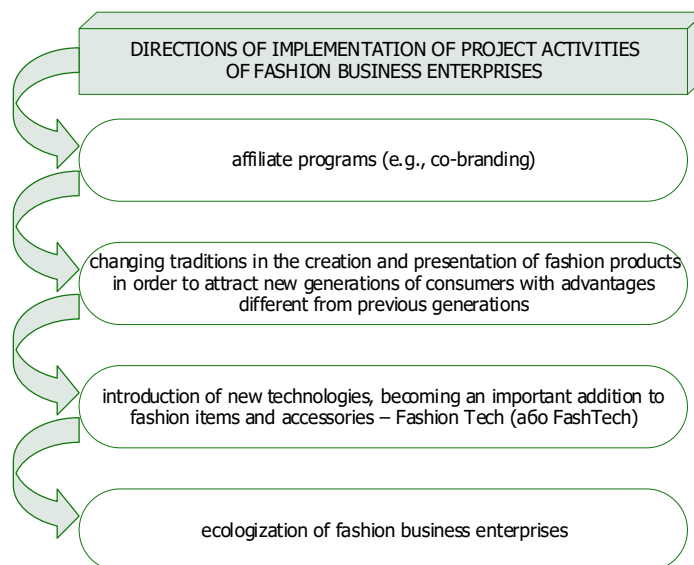 DIRECTIONS OF IMPLEMENTATION OF PROJECT ACTIVITIES
OF FASHION BUSINESS ENTERPRISES
affiliate programs (e.g., co-branding)
changing traditions in the creation and presentation of fashion products
in order to attract new generations of consumers with advantages
different from previous generations
introduction of new technologies, becoming an important addition to
fashion items and accessories – Fashion Tech (або FashTech)
ecologization of fashion business enterprises